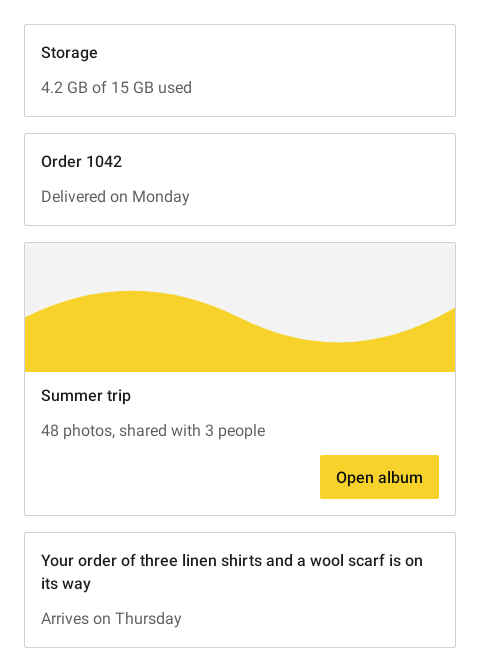 Storage
4.2 GB of 15 GB used
Order 1042
Delivered on Monday
Summer trip
48 photos, shared with 3 people
Open album
Your order of three linen shirts and a wool scarf is on
its way
Arrives on Thursday